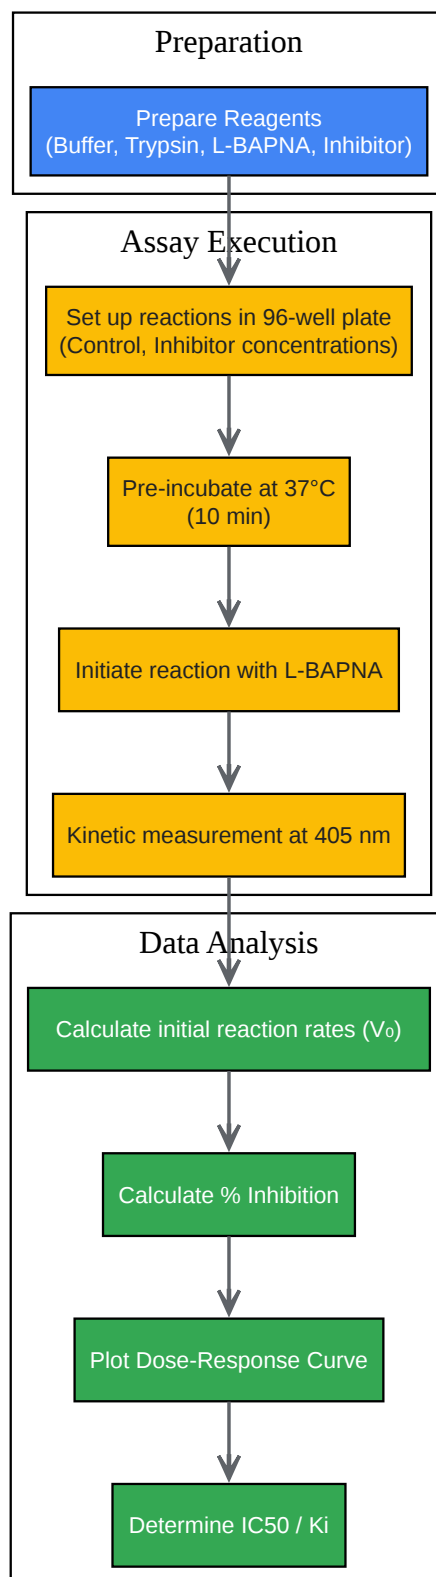 Preparation
Prepare Reagents
(Buffer, Trypsin, L-BAPNA, Inhibitor)
Assay Execution
Set up reactions in 96-well plate
(Control, Inhibitor concentrations)
Pre-incubate at 37°C
(10 min)
Initiate reaction with L-BAPNA
Kinetic measurement at 405 nm
Data Analysis
Calculate initial reaction rates (V₀)
Calculate % Inhibition
Plot Dose-Response Curve
Determine IC50 / Ki